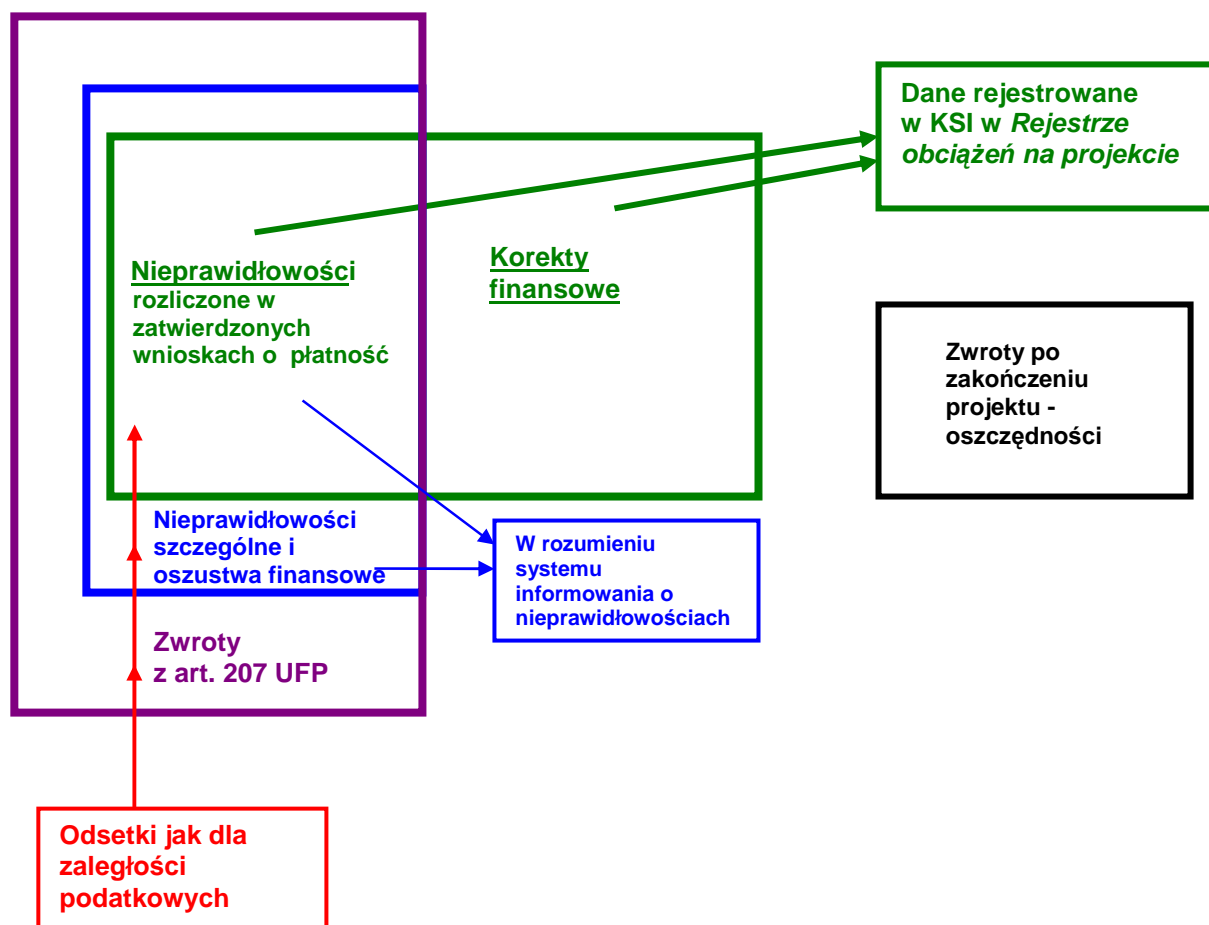 Dane rejestrowane
w KSI w Rejestrze
obciążeń na projekcie
Nieprawidłowości
rozliczone w
zatwierdzonych
wnioskach o płatność
Korekty
finansowe
Zwroty po
zakończeniu
projektu -
oszczędności
Nieprawidłowości
szczególne i
oszustwa finansowe
W rozumieniu
systemu
informowania o
nieprawidłowościach
Zwroty
z art. 207 UFP
Odsetki jak dla
zaległości
podatkowych